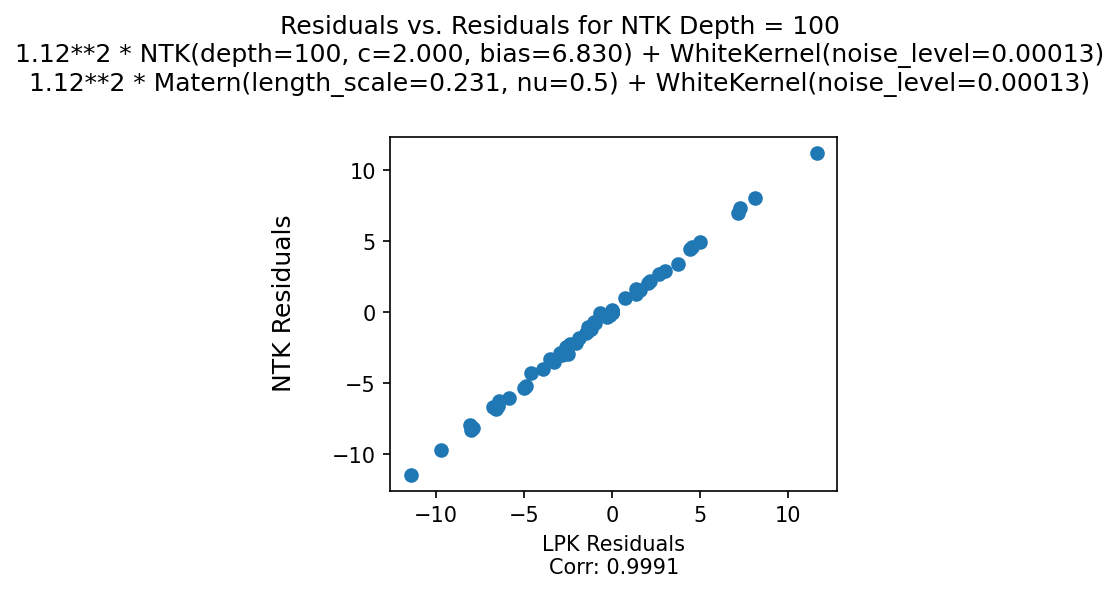 Residuals vs. Residuals for NTK Depth = 100
1.12**2 * NTK(depth=100, c=2.000, bias=6.830) + WhiteKernel(noise_level=0.00013)
1.12**2 * Matern(length_scale=0.231, nu=0.5) + WhiteKernel(noise_level=0.00013)
NTK Residuals
10
5
0
−5
−10
−10 −5 0 5 10
LPK Residuals
Corr: 0.9991